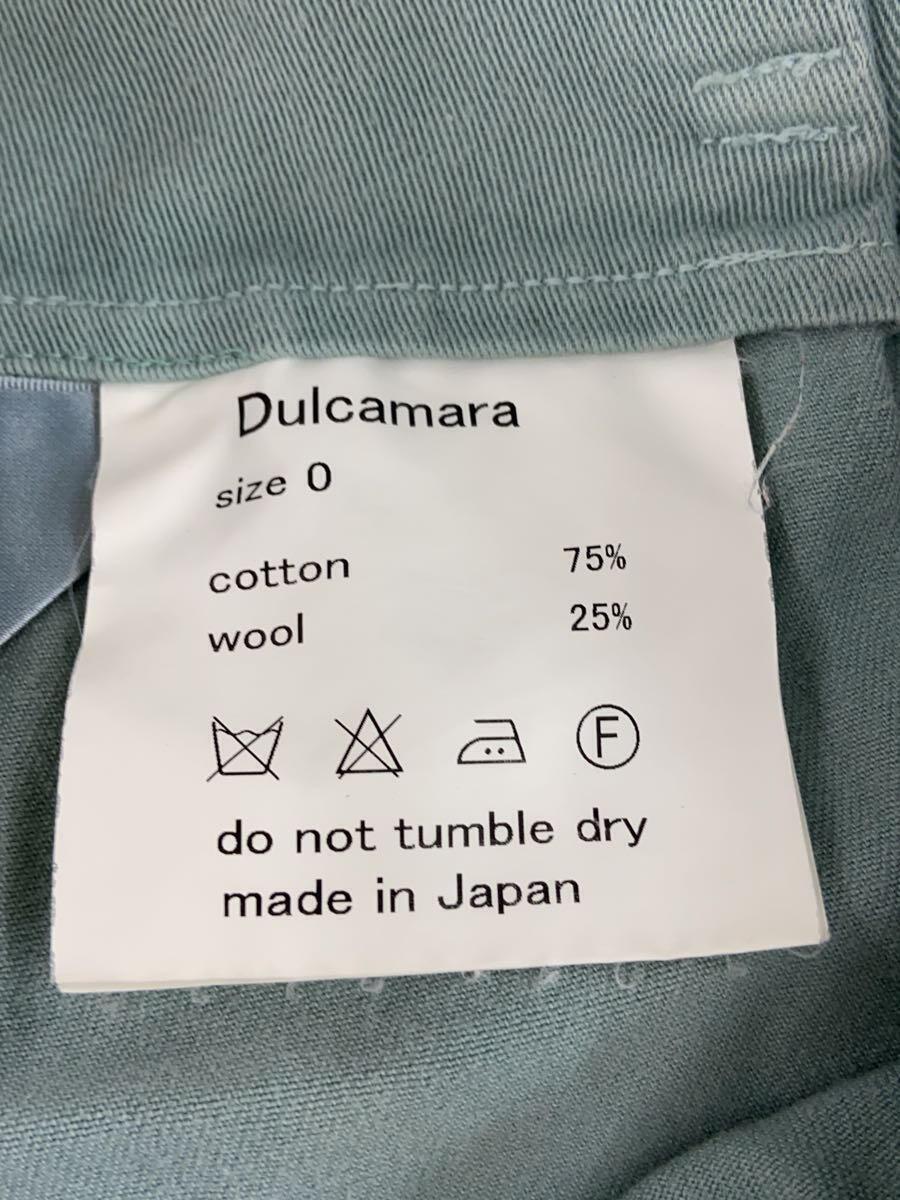 Dulcamara
size 0
cotton 75%
wool 25%
F
do not tumble dry
made in Japan